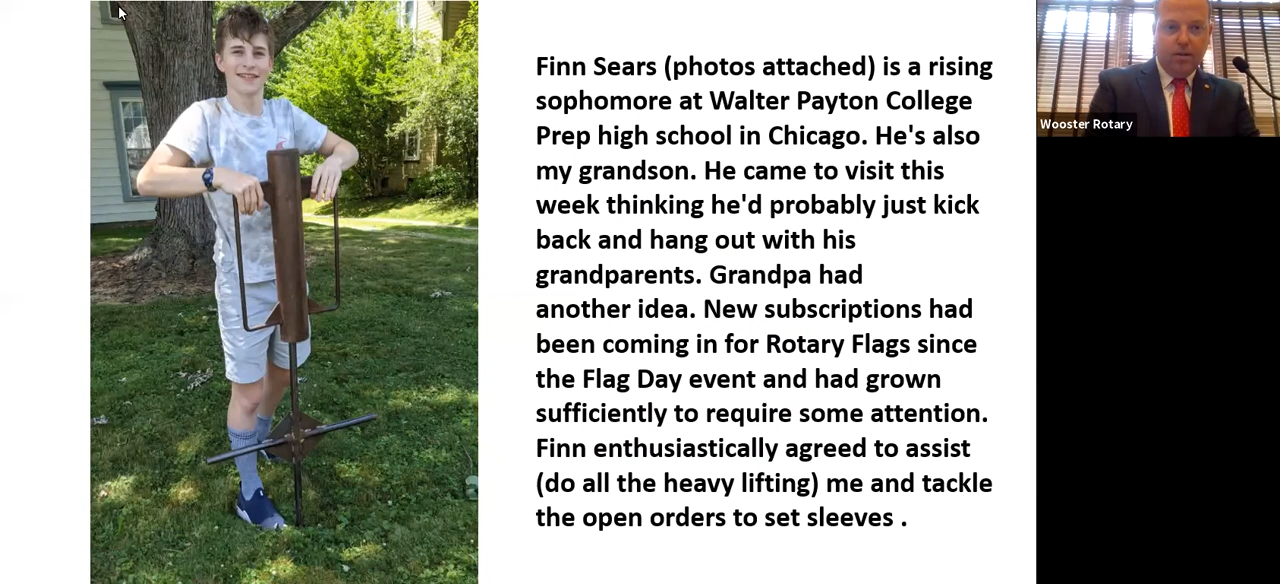 Finn Sears (photos attached) is a rising
sophomore at Walter Payton College
Prep high school in Chicago. He's also
my grandson. He came to visit this
week thinking he'd probably just kick
back and hang out with his
grandparents. Grandpa had
another idea. New subscriptions had
been coming in for Rotary Flags since
the Flag Day event and had grown
sufficiently to require some attention.
Finn enthusiastically agreed to assist
(do all the heavy lifting) me and tackle
the open orders to set sleeves .
Wooster Rotary